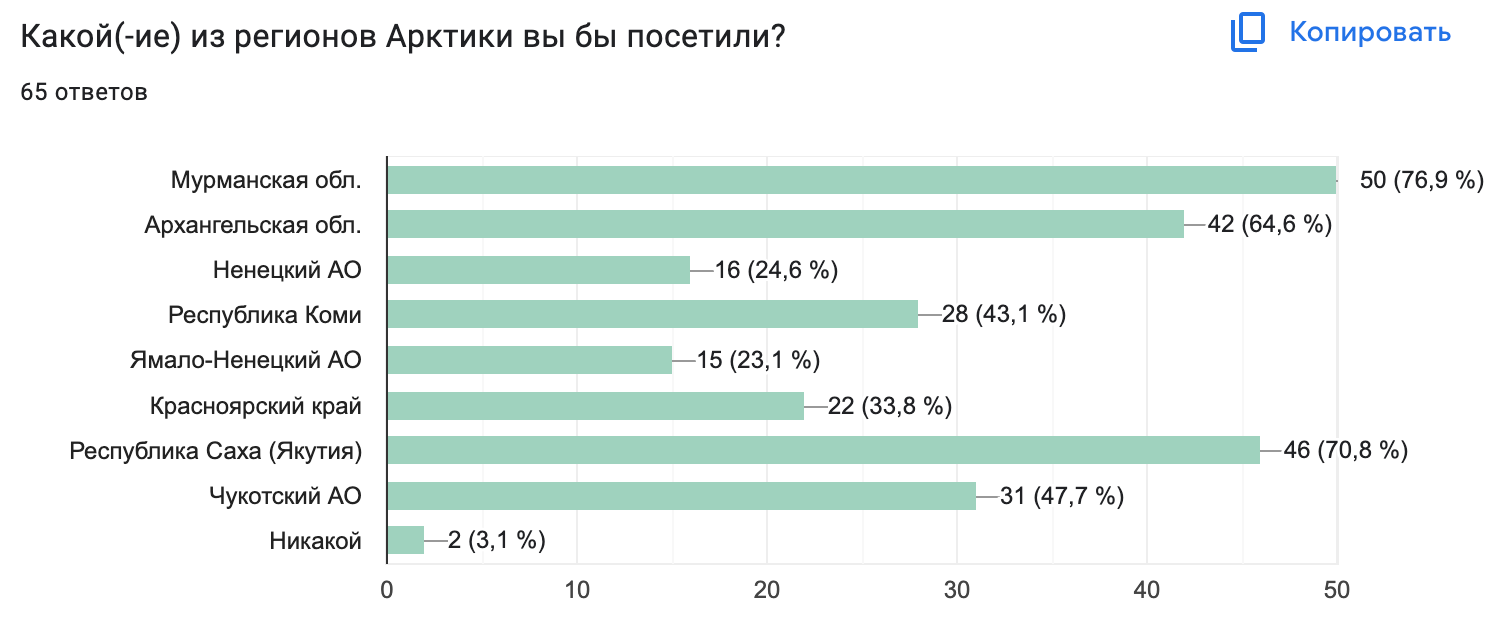 Какой(-ие) из регионов Арктики вы бы посетили?
Копировать
65 ответов
Мурманская обл. 50 (76,9 %)
Архангельская обл. 42 (64,6 %)
Ненецкий АО 16 (24,6 %)
Республика Коми 28 (43,1 %)
Ямало-Ненецкий АО 15 (23,1 %)
Красноярский край 22 (33,8 %)
Республика Саха (Якутия) 46 (70,8 %)
Чукотский АО 31 (47,7 %)
Никакой 2 (3,1 %)
0 10 20 30 40 50